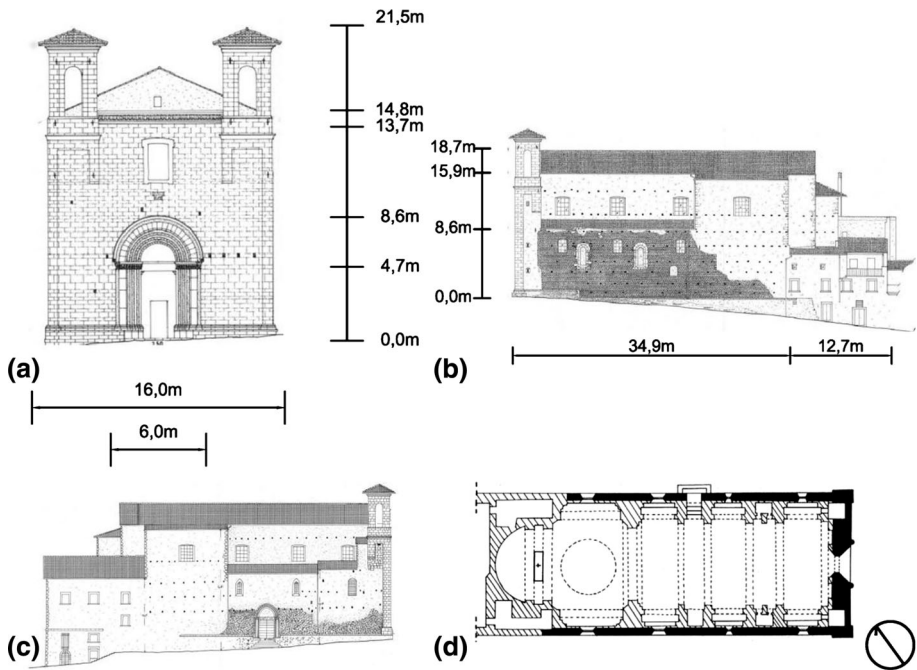 21,5m
14,8m
13,7m
8,6m
4,7m
0,0m
(a)
16,0m
6,0m
18,7m
15,9m
8,6m
0,0m
(b)
34,9m
12,7m
(c)
(d)